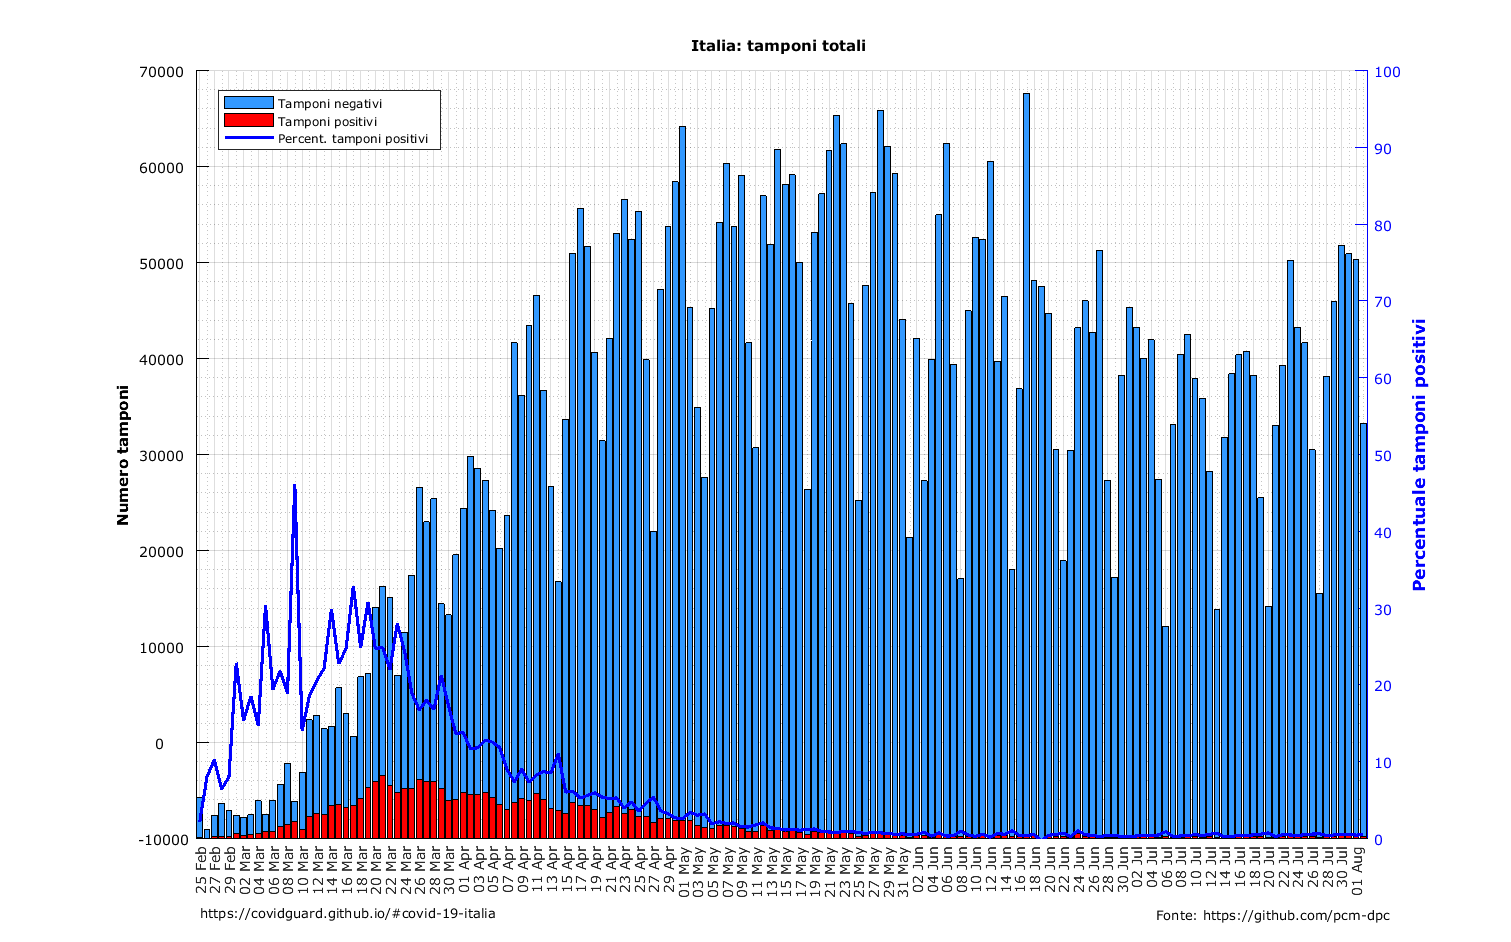 Italia: tamponi totali
Tamponi negativi
Tamponi positivi
Percent. tamponi positivi
70000
60000
50000
40000
30000
20000
10000
0
-10000
Numero tamponi
100
90
80
70
60
50
40
30
20
10
0
Percentuale tamponi positivi
25 Feb
27 Feb
29 Feb
02 Mar
04 Mar
06 Mar
08 Mar
10 Mar
12 Mar
14 Mar
16 Mar
18 Mar
20 Mar
22 Mar
24 Mar
26 Mar
28 Mar
30 Mar
01 Apr
03 Apr
05 Apr
07 Apr
09 Apr
11 Apr
13 Apr
15 Apr
17 Apr
19 Apr
21 Apr
23 Apr
25 Apr
27 Apr
29 Apr
01 May
03 May
05 May
07 May
09 May
11 May
13 May
15 May
17 May
19 May
21 May
23 May
25 May
27 May
29 May
31 May
02 Jun
04 Jun
06 Jun
08 Jun
10 Jun
12 Jun
14 Jun
16 Jun
18 Jun
20 Jun
22 Jun
24 Jun
26 Jun
28 Jun
30 Jun
02 Jul
04 Jul
06 Jul
08 Jul
10 Jul
12 Jul
14 Jul
16 Jul
18 Jul
20 Jul
22 Jul
24 Jul
26 Jul
28 Jul
30 Jul
01 Aug
https://covidguard.github.io/#covid-19-italia
Fonte: https://github.com/pcm-dpc